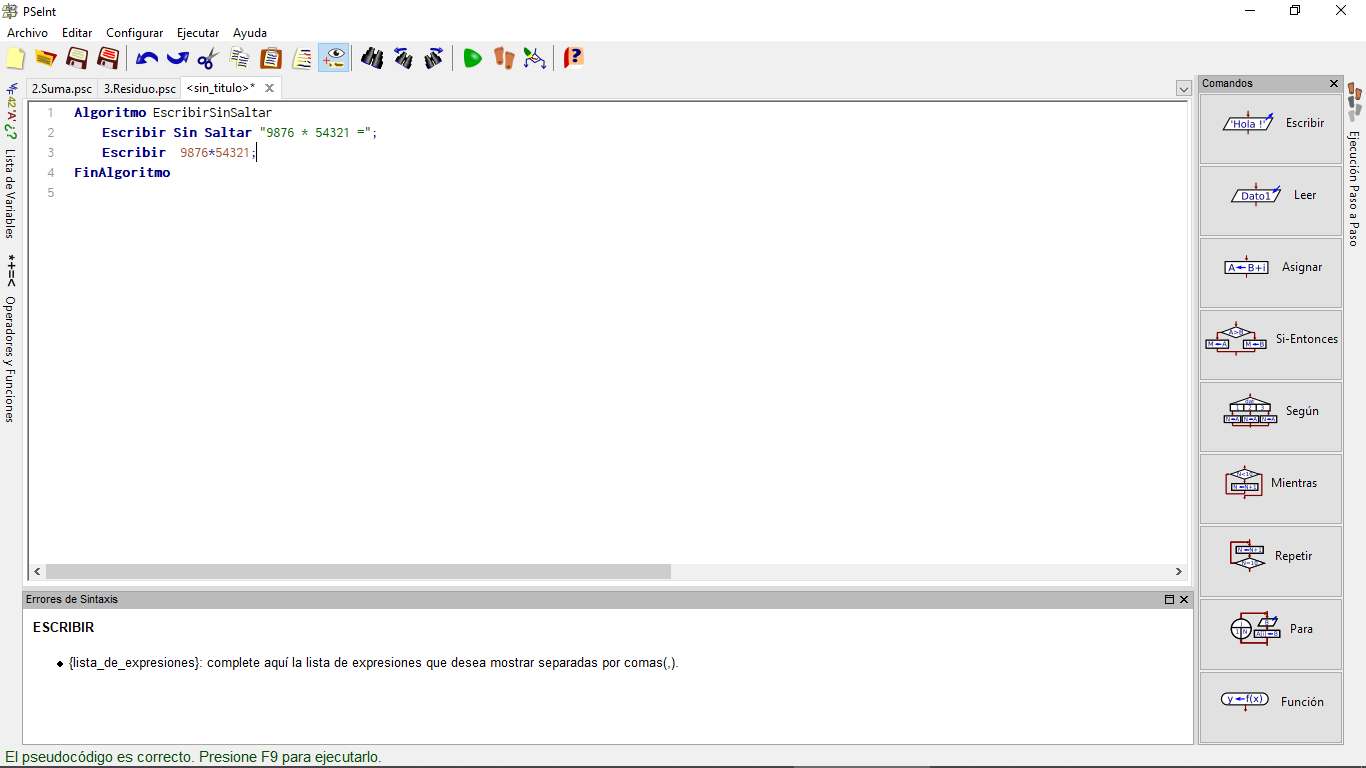 PSeInt
Archivo Editar Configurar Ejecutar Ayuda
2.Suma.psc 3.Residuo.psc <sin_titulo>*
1 Algoritmo EscribirSinSaltar
2 Escribir Sin Saltar "9876 * 54321 =";
3 Escribir 9876*54321;
4 FinAlgoritmo
5
42 'A' ¿?
Lista de Variables
*+=<
Operadores y Funciones
Comandos
'Hola !' Escribir
Dato1 Leer
A←B+i Asignar
A>B M←A M←B Si-Entonces
Según
Mientras
Repetir
Para
y←f(x) Función
Ejecución Paso a Paso
Errores de Sintaxis
ESCRIBIR
{lista_de_expresiones}: complete aquí la lista de expresiones que desea mostrar separadas por comas(,).
El pseudocódigo es correcto. Presione F9 para ejecutarlo.